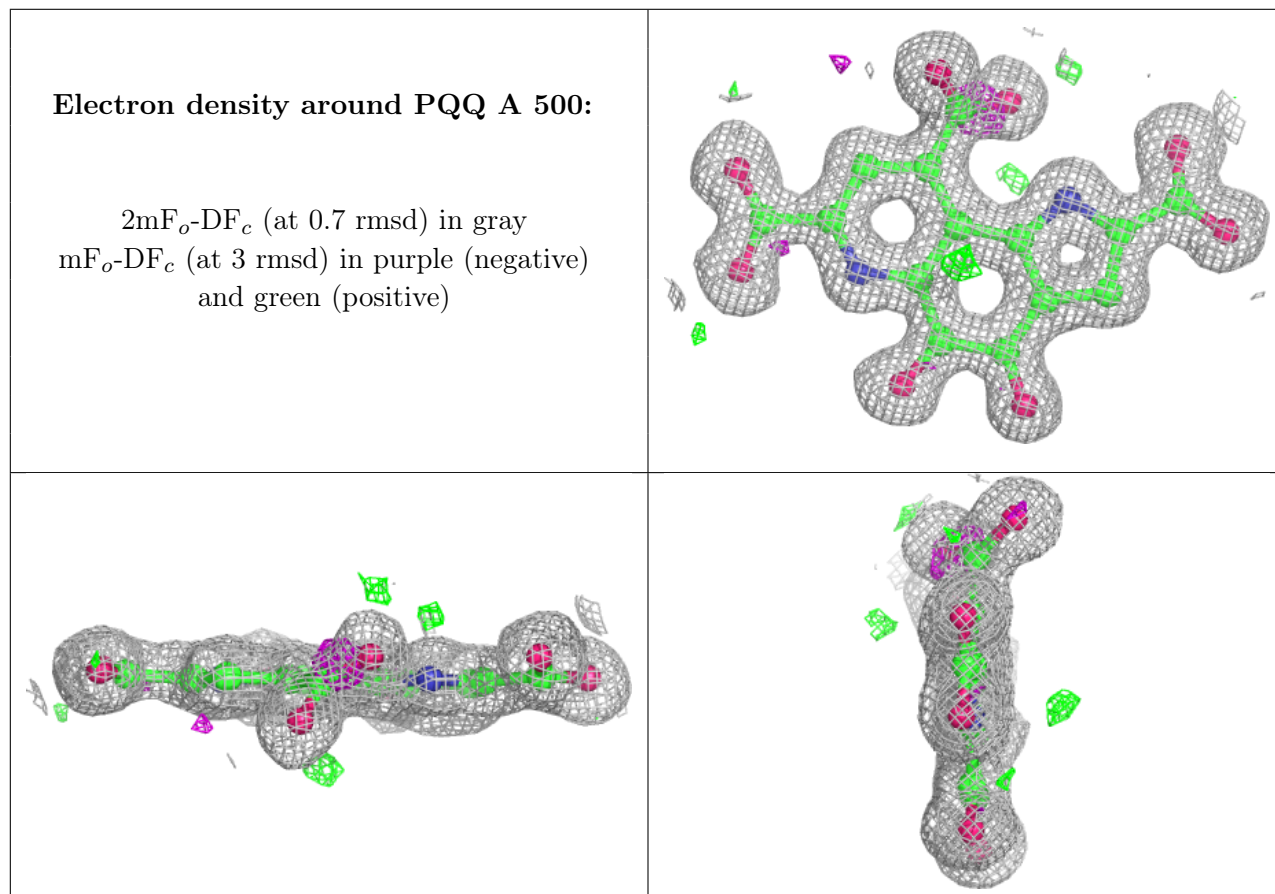 Electron density around PQQ A 500:
2mFo-DFc (at 0.7 rmsd) in gray
mFo-DFc (at 3 rmsd) in purple (negative)
and green (positive)